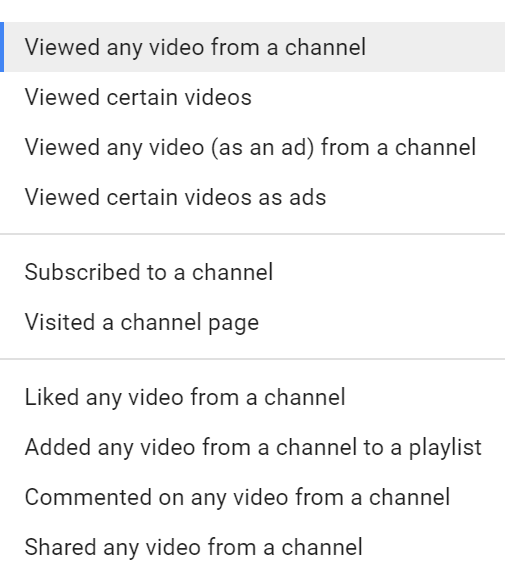 Viewed any video from a channel
Viewed certain videos
Viewed any video (as an ad) from a channel
Viewed certain videos as ads
Subscribed to a channel
Visited a channel page
Liked any video from a channel
Added any video from a channel to a playlist
Commented on any video from a channel
Shared any video from a channel